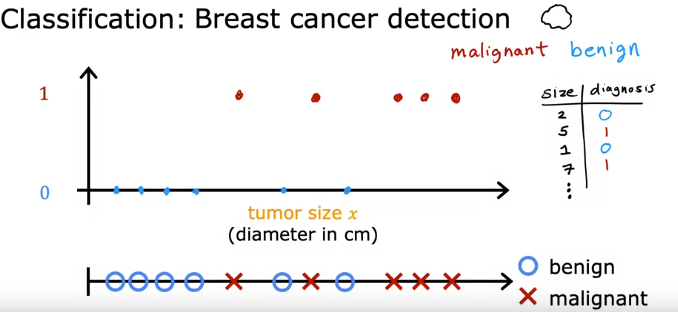 Classification: Breast cancer detection
malignant benign
1
0
size diagnosis
2 0
5 1
1 0
7 1
⋮
tumor size x
(diameter in cm)
benign
malignant